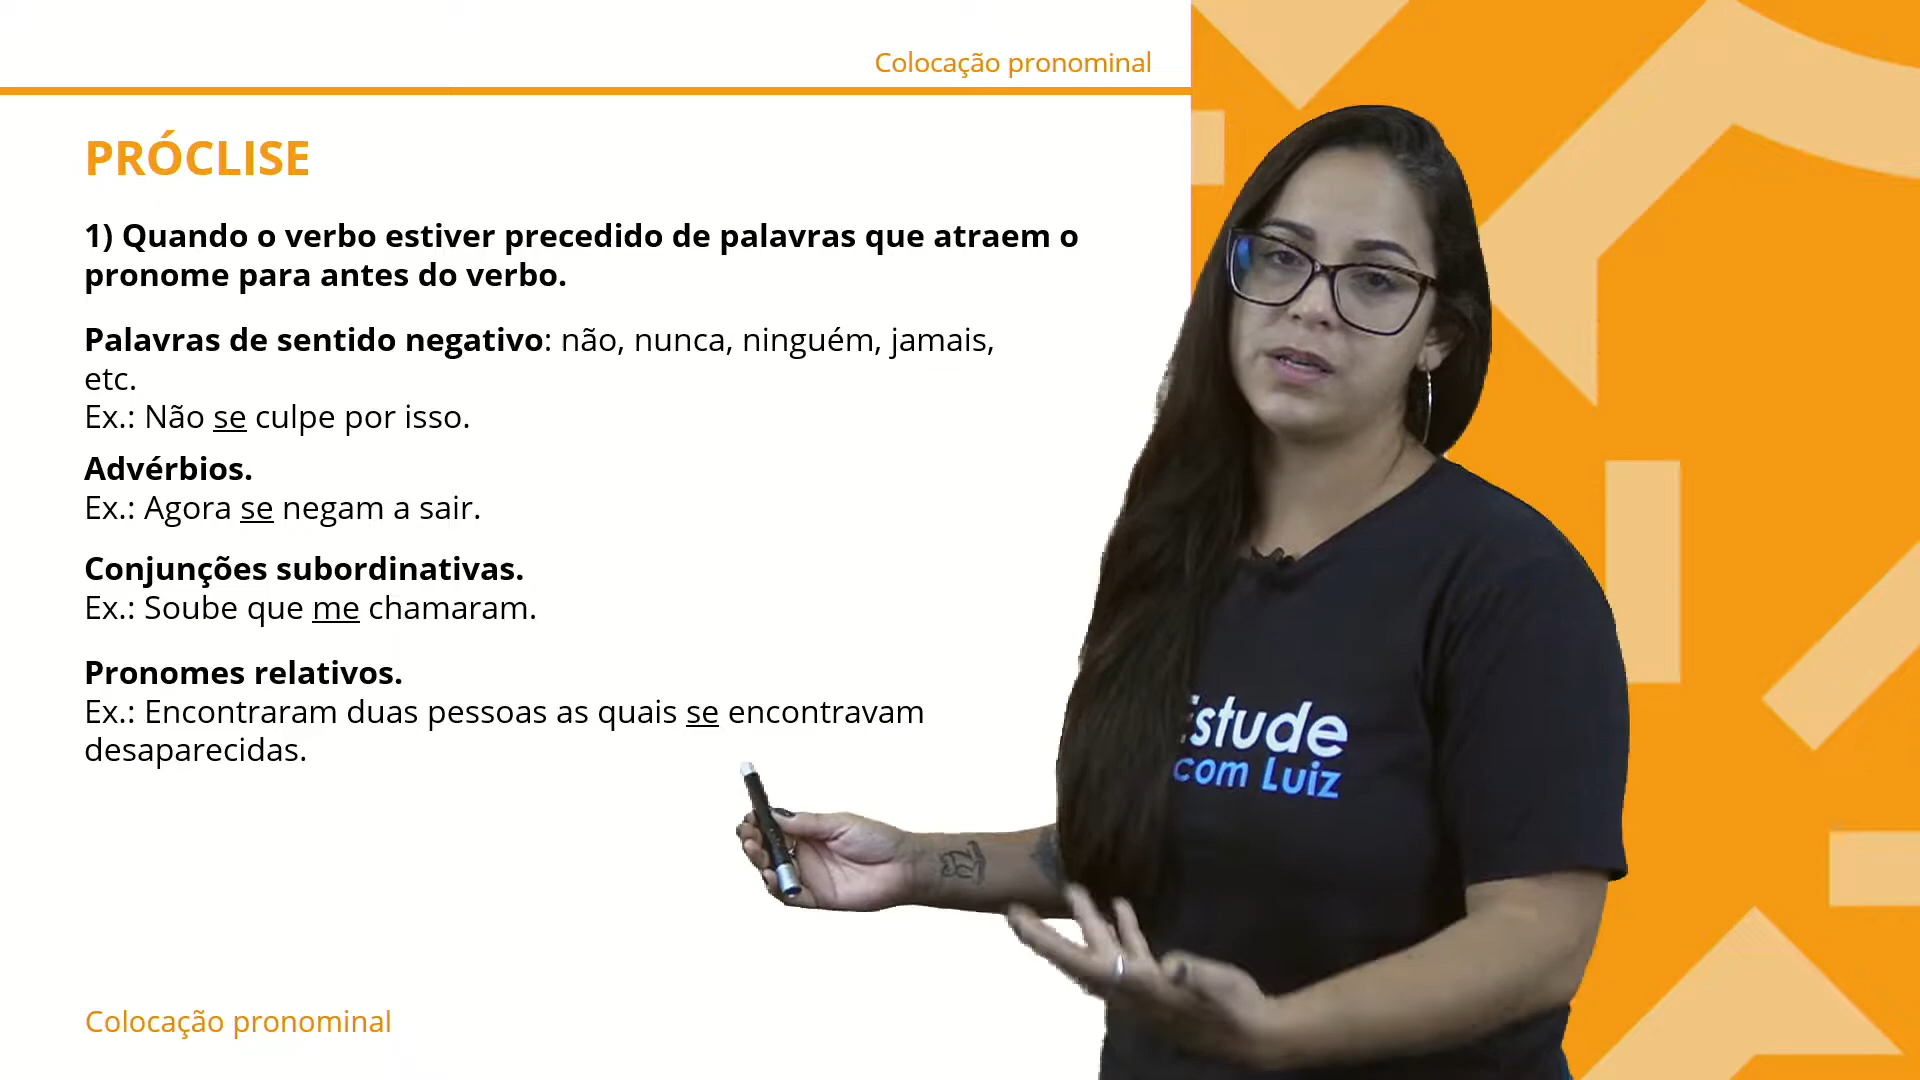 Colocação pronominal
PRÓCLISE
1) Quando o verbo estiver precedido de palavras que atraem o
pronome para antes do verbo.
Palavras de sentido negativo: não, nunca, ninguém, jamais,
etc.
Ex.: Não se culpe por isso.
Advérbios.
Ex.: Agora se negam a sair.
Conjunções subordinativas.
Ex.: Soube que me chamaram.
Pronomes relativos.
Ex.: Encontraram duas pessoas as quais se encontravam
desaparecidas.
Estude
com Luiz
Colocação pronominal